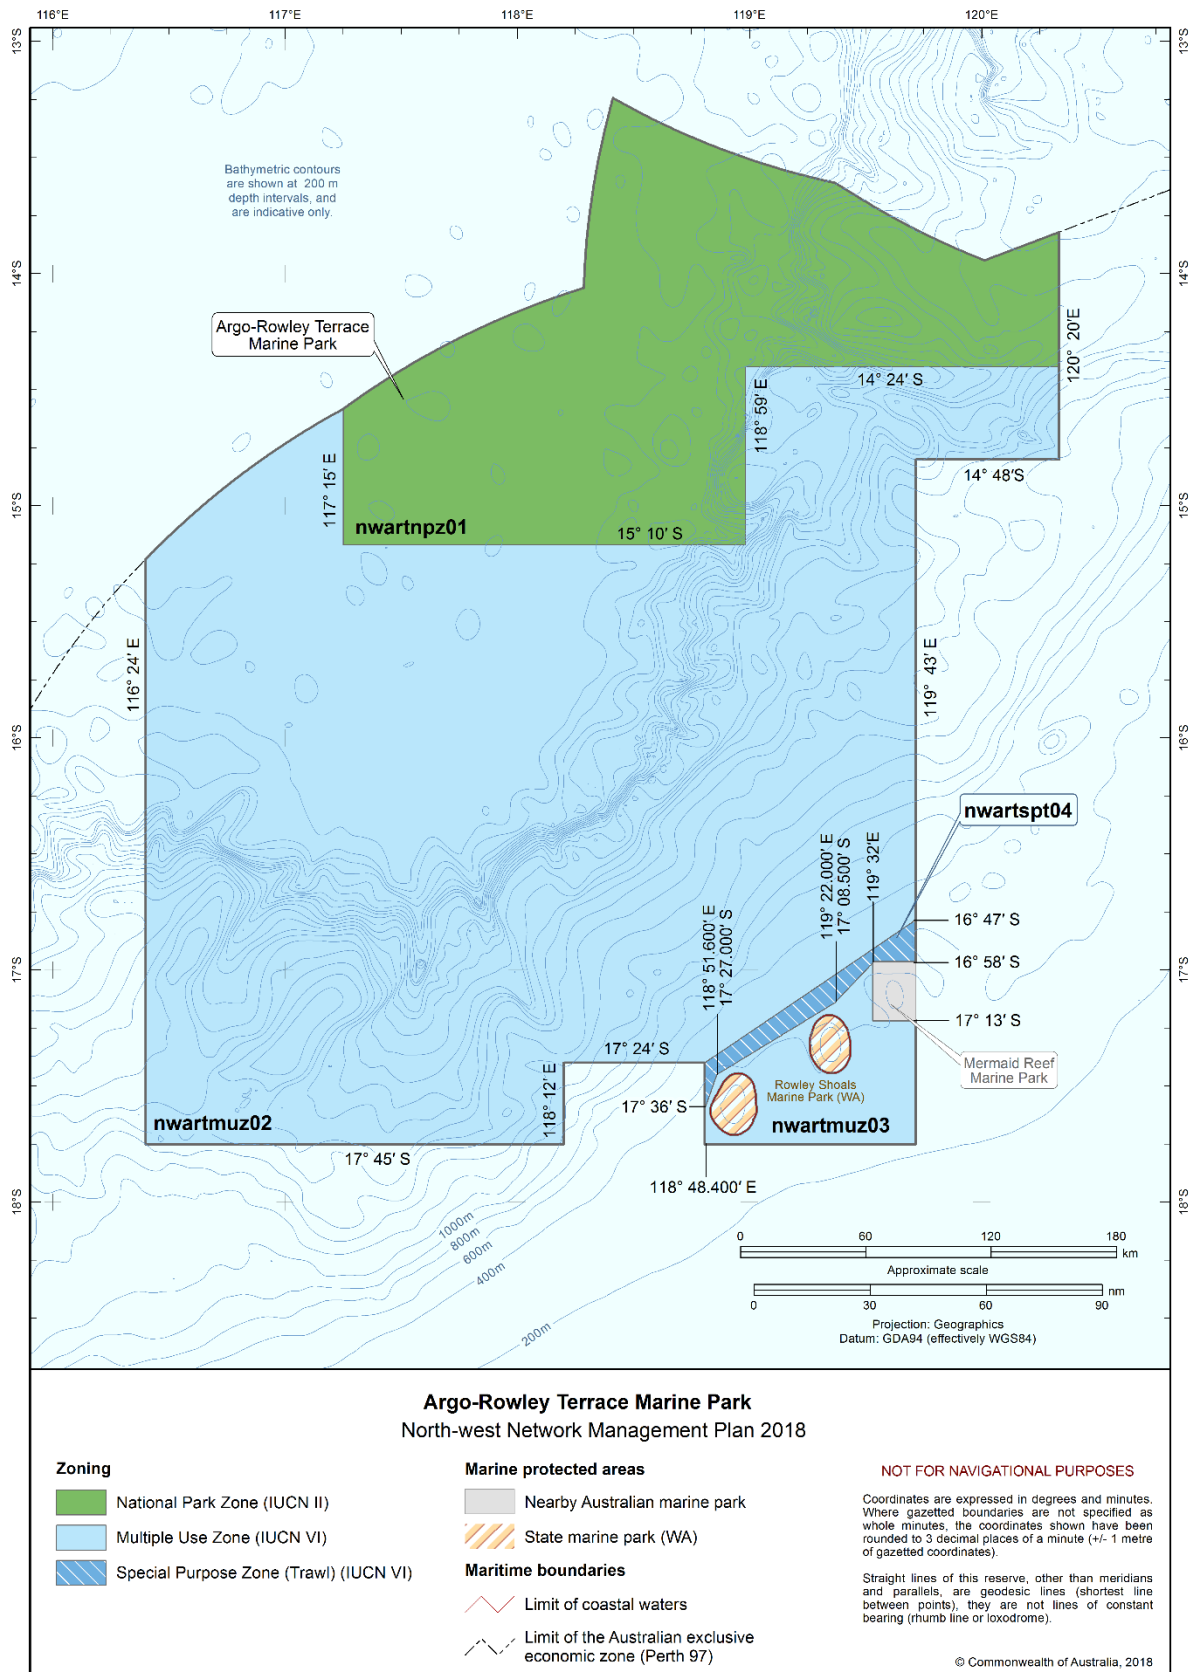 116°E
117°E
118°E
119°E
120°E
13°S
13°S
Bathymetric contours
are shown at 200 m
depth intervals, and
are indicative only.
14°S
14°S
Argo-Rowley Terrace
Marine Park
120° 20'E
14° 24' S
118° 59' E
117° 15' E
14° 48'S
15°S
15°S
nwartnpz01
15° 10' S
116° 24' E
119° 43' E
16°S
16°S
nwartspt04
119° 22.000' E
17° 08.500' S
119° 32'E
118° 51.600' E
17° 27.000' S
16° 47' S
16° 58' S
17°S
17°S
17° 13' S
17° 24' S
Mermaid Reef
Marine Park
Rowley Shoals
Marine Park (WA)
118° 12' E
17° 36' S
nwartmuz02
nwartmuz03
17° 45' S
118° 48.400' E
18°S
18°S
1000m
800m
600m
400m
200m
0 60 120 180
km
Approximate scale
nm
0 30 60 90
Projection: Geographics
Datum: GDA94 (effectively WGS84)
Argo-Rowley Terrace Marine Park
North-west Network Management Plan 2018
Zoning
National Park Zone (IUCN II)
Multiple Use Zone (IUCN VI)
Special Purpose Zone (Trawl) (IUCN VI)
Marine protected areas
Nearby Australian marine park
State marine park (WA)
Maritime boundaries
Limit of coastal waters
Limit of the Australian exclusive
economic zone (Perth 97)
NOT FOR NAVIGATIONAL PURPOSES
Coordinates are expressed in degrees and minutes.
Where gazetted boundaries are not specified as
whole minutes, the coordinates shown have been
rounded to 3 decimal places of a minute (+/- 1 metre
of gazetted coordinates).
Straight lines of this reserve, other than meridians
and parallels, are geodesic lines (shortest line
between points), they are not lines of constant
bearing (rhumb line or loxodrome).
© Commonwealth of Australia, 2018